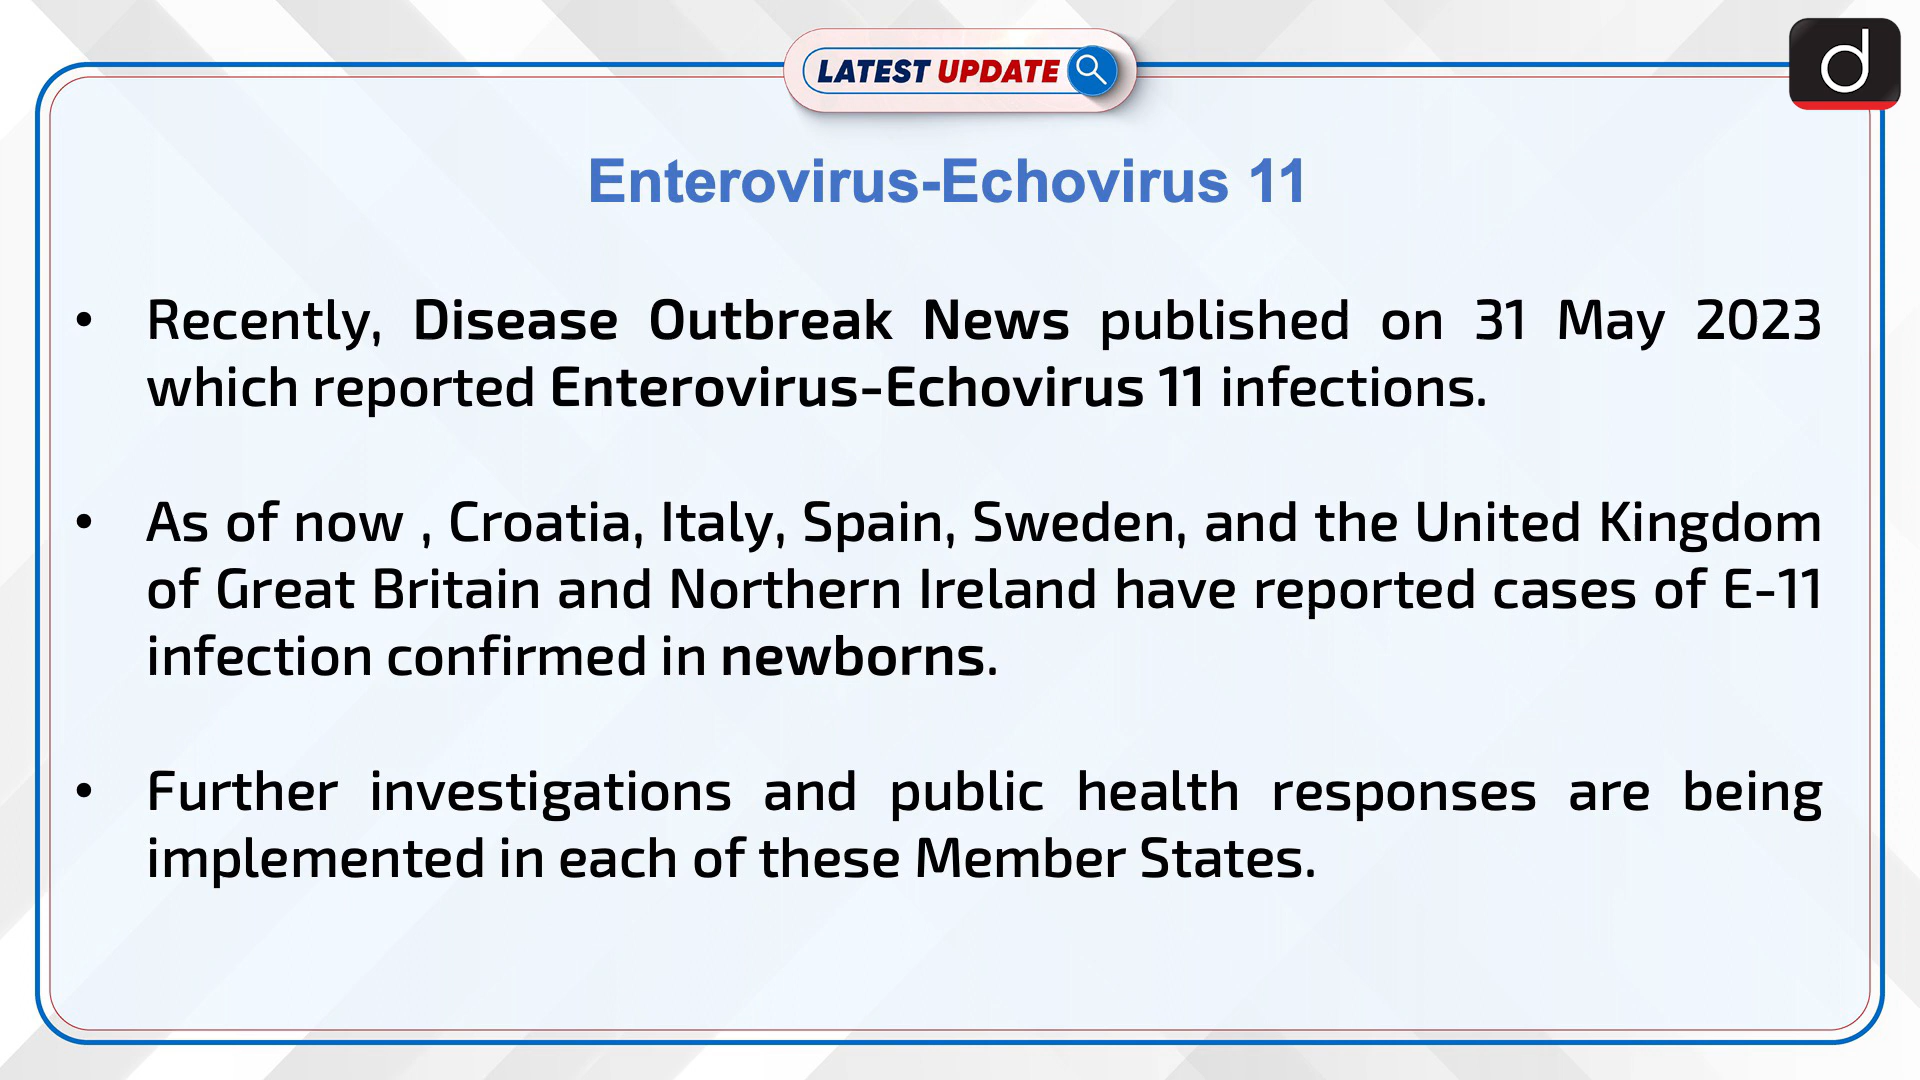 LATEST UPDATE
d
Enterovirus-Echovirus 11
• Recently, Disease Outbreak News published on 31 May 2023
which reported Enterovirus-Echovirus 11 infections.
• As of now , Croatia, Italy, Spain, Sweden, and the United Kingdom
of Great Britain and Northern Ireland have reported cases of E-11
infection confirmed in newborns.
• Further investigations and public health responses are being
implemented in each of these Member States.